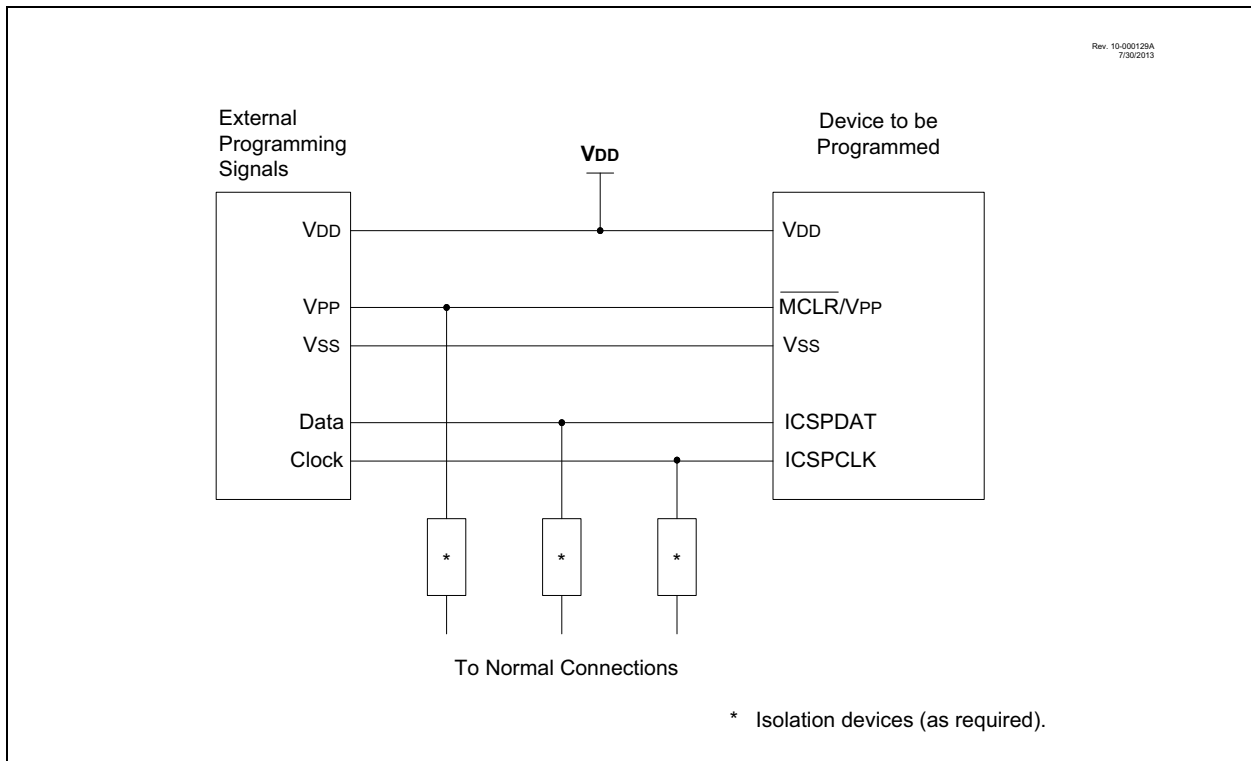 Rev. 10-000129A
7/30/2013
External
Programming
Signals
VDD
Device to be
Programmed
VDD
VDD
VPP
MCLR/VPP
VSS
VSS
Data
ICSPDAT
Clock
ICSPCLK
*
*
*
To Normal Connections
* Isolation devices (as required).